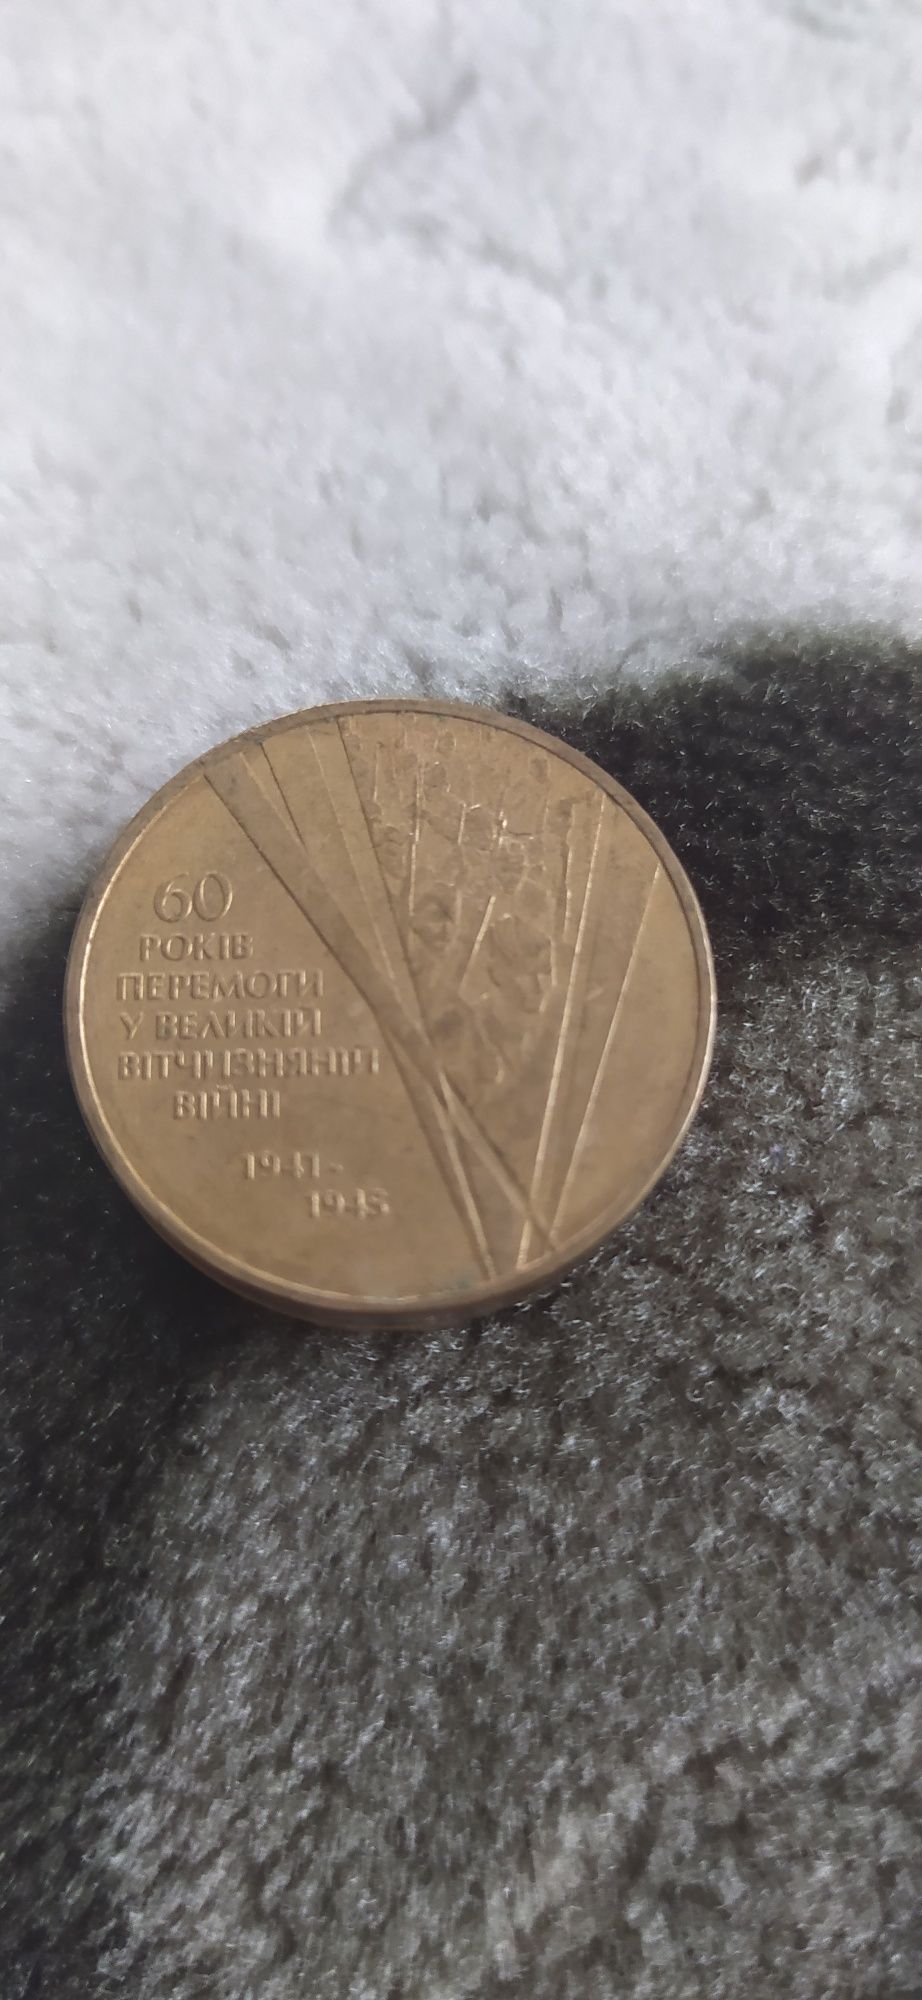 60
РОКІВ
ПЕРЕМОГИ
У ВЕЛИКІЙ
ВІТЧИЗНЯНІЙ
ВІЙНІ
1941-
1945